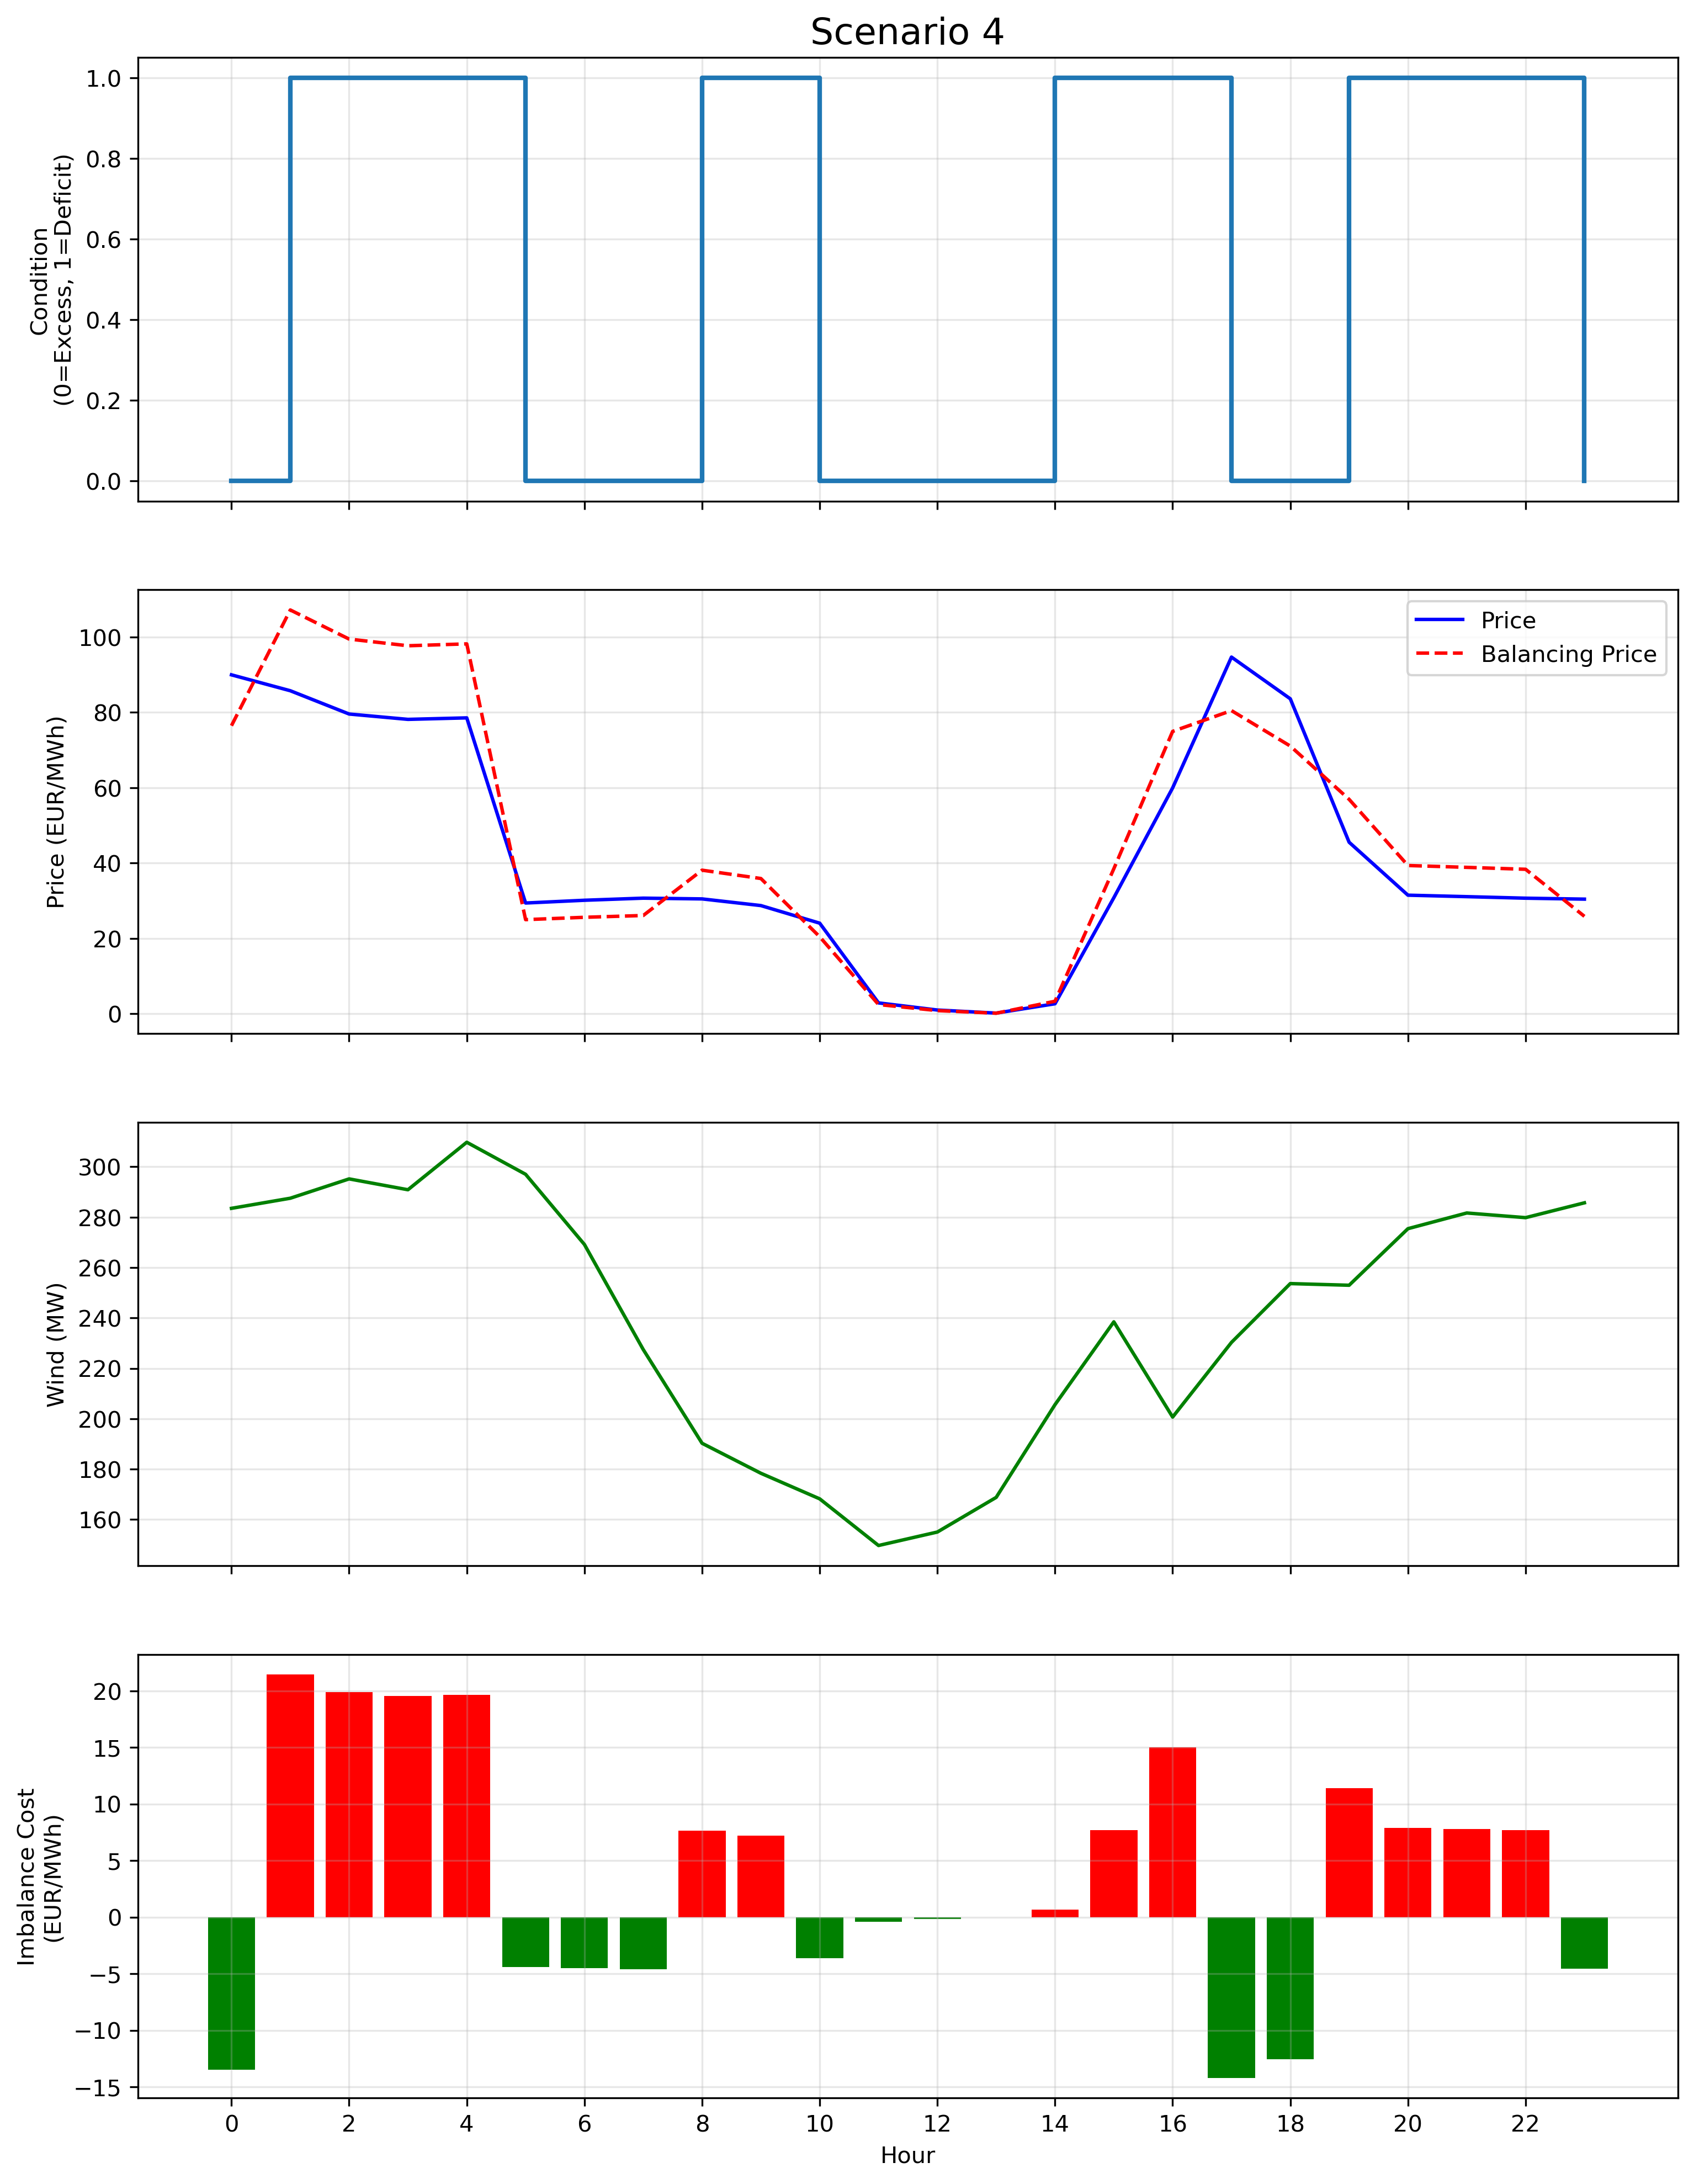 Scenario 4
Condition
(0=Excess, 1=Deficit)
1.0
0.8
0.6
0.4
0.2
0.0
Price (EUR/MWh)
100
80
60
40
20
0
Price
Balancing Price
Wind (MW)
300
280
260
240
220
200
180
160
Imbalance Cost
(EUR/MWh)
20
15
10
5
0
−5
−10
−15
0 2 4 6 8 10 12 14 16 18 20 22
Hour